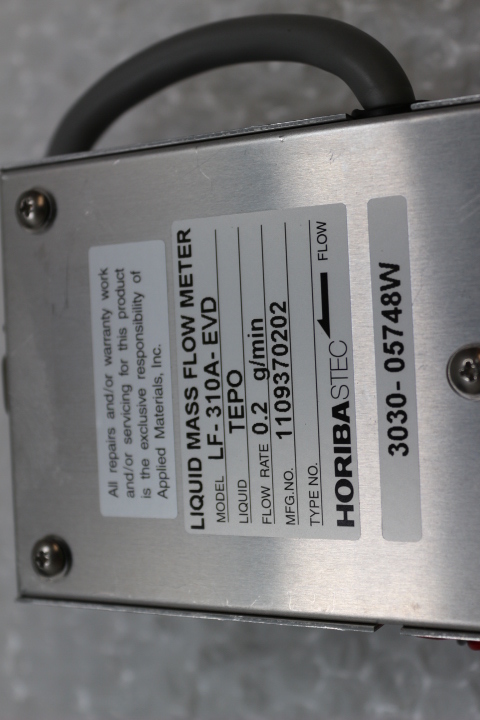 All repairs and/or warranty work
and/or servicing for this product
is the exclusive responsibility of
Applied Materials, Inc.
LIQUID MASS FLOW METER
MODEL LF-310A-EVD
LIQUID TEPO
FLOW RATE 0.2 g/min
MFG.NO. 1109370202
TYPE NO.
HORIBASTEC FLOW
3030-05748W